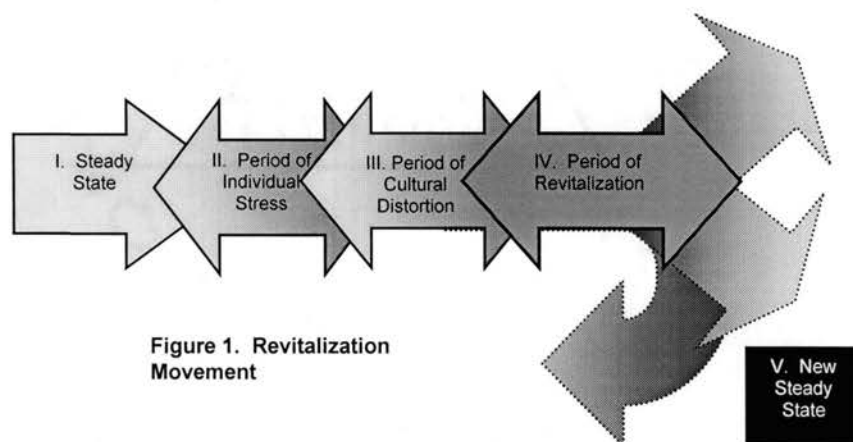 I. Steady
State
II. Period of
Individual
Stress
III. Period of
Cultural
Distortion
IV. Period of
Revitalization
Figure 1. Revitalization
Movement
V. New
Steady
State